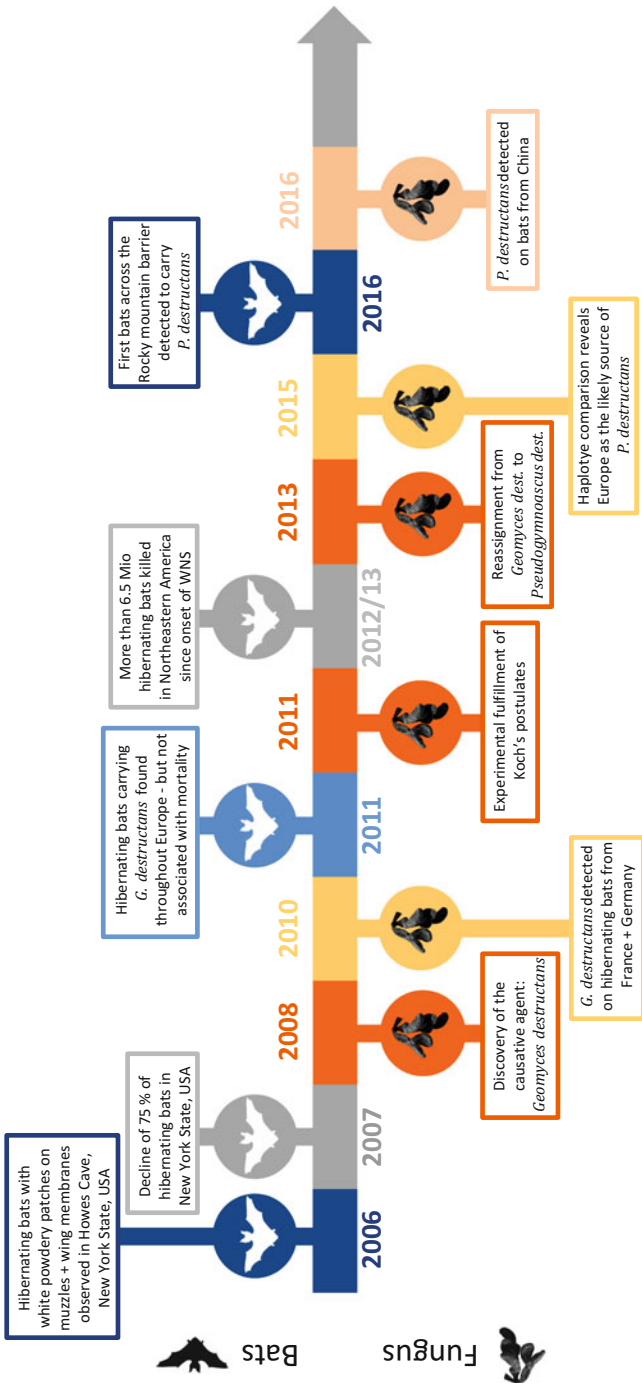 Bats
Fungus
Hibernating bats with
white powdery patches on
muzzles + wing membranes
observed in Howes Cave,
New York State, USA
2006
Decline of 75 % of
hibernating bats in
New York State, USA
2007
2008
Discovery of the
causative agent:
Geomyces destructans
2010
G. destructans detected
on hibernating bats from
France + Germany
Hibernating bats carrying
G. destructans found
throughout Europe - but not
associated with mortality
2011
2011
Experimental fulfillment of
Koch's postulates
More than 6.5 Mio
hibernating bats killed
in Northeastern America
since onset of WNS
2012/13
2013
Reassignment from
Geomyces dest. to
Pseudogymnoascus dest.
2015
Haplotye comparison reveals
Europe as the likely source of
P. destructans
First bats across the
Rocky mountain barrier
detected to carry
P. destructans
2016
2016
P. destructans detected
on bats from China